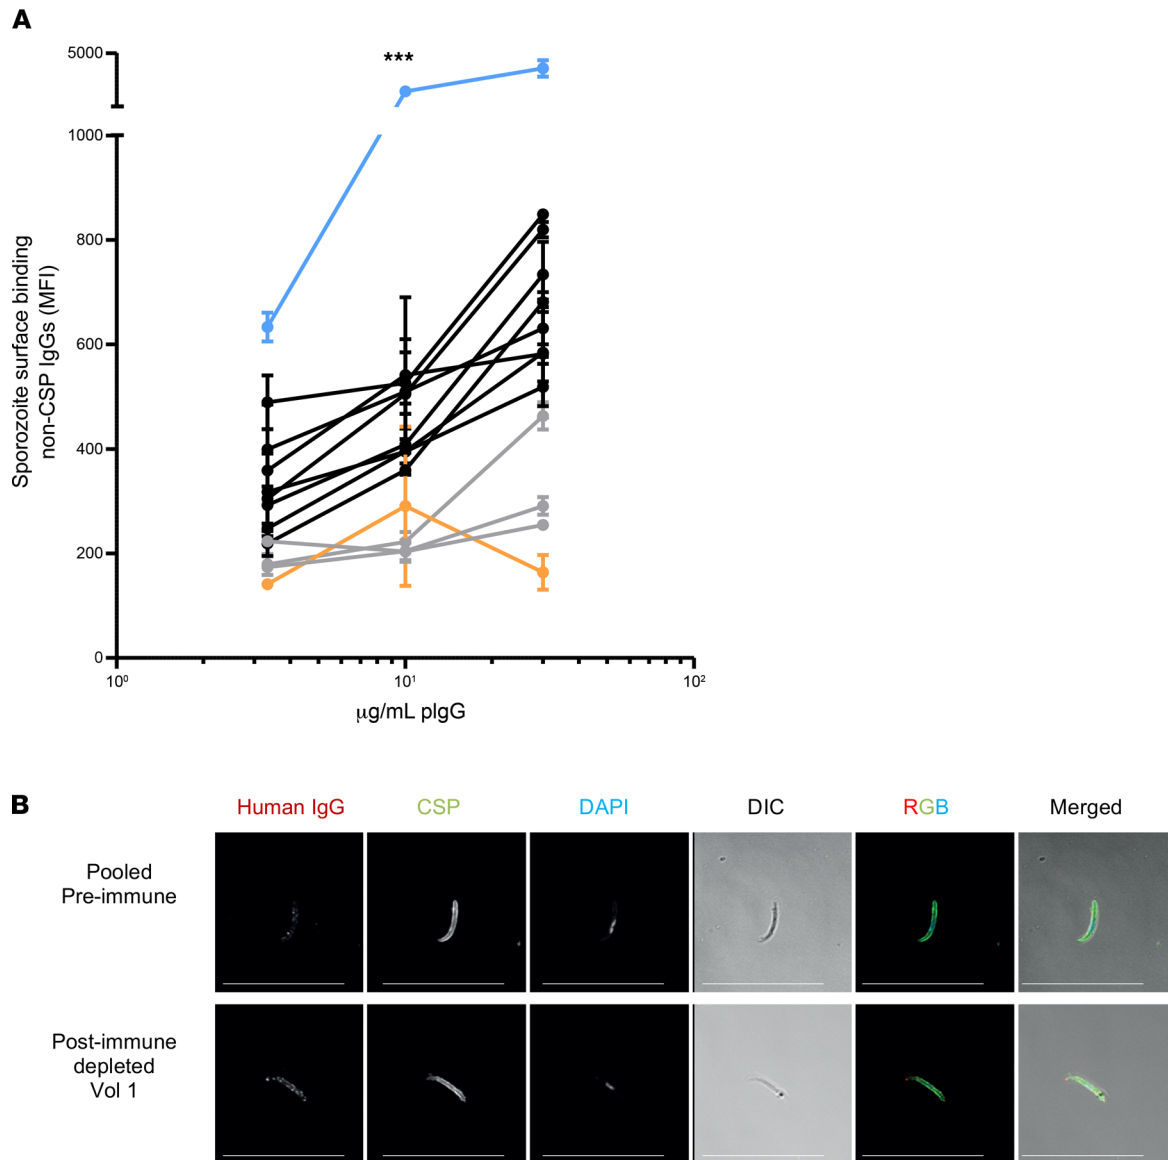 A
***
5000
1000
800
600
400
200
0
Sporozoite surface binding
non-CSP IgGs (MFI)
10⁰
10¹
10²
μg/mL pIgG
B
Human IgG
CSP
DAPI
DIC
RGB
Merged
Pooled
Pre-immune
Post-immune
depleted
Vol 1